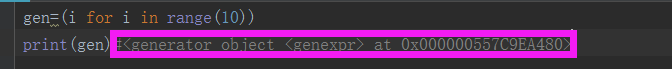 gen=(i for i in range(10))
print(gen)#<generator object <genexpr> at 0x000000557C9EA480>